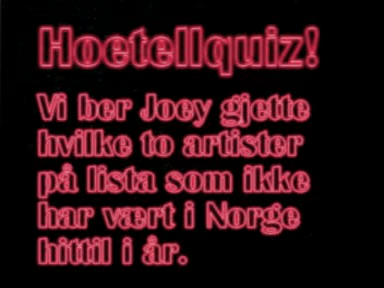 Hoetellquiz!
Vi ber Joey gjette
hvilke to artister
på lista som ikke
har vært i Norge
hittil i år.